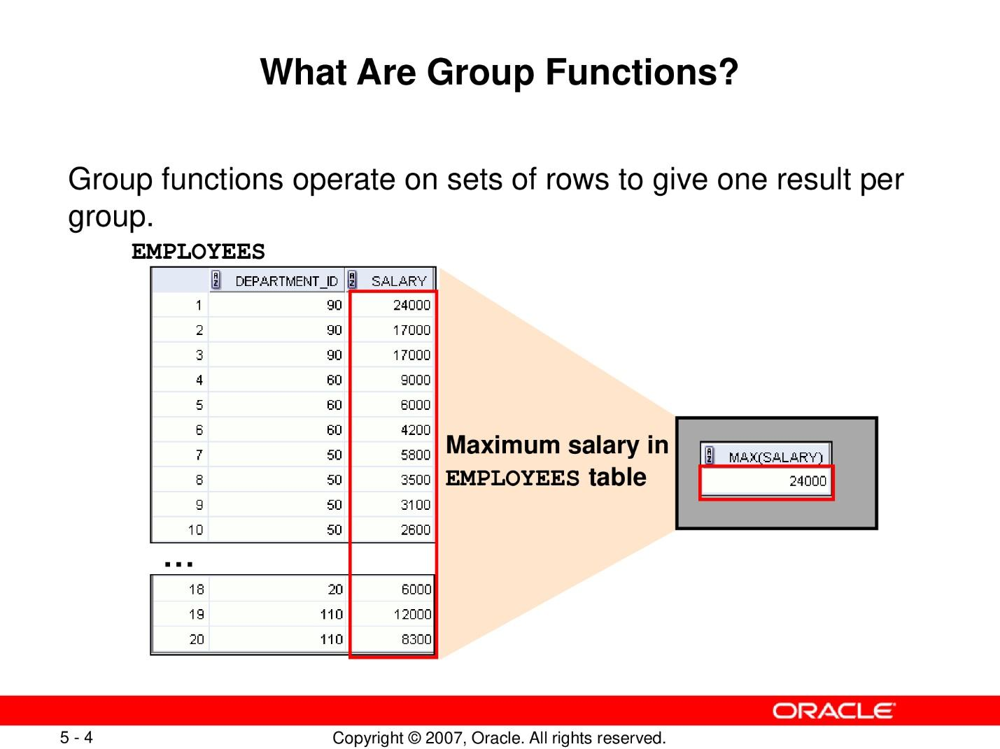 What Are Group Functions?
Group functions operate on sets of rows to give one result per
group.
EMPLOYEES
DEPARTMENT_ID SALARY
1 90 24000
2 90 17000
3 90 17000
4 60 9000
5 60 6000
6 60 4200
7 50 5800
8 50 3500
9 50 3100
10 50 2600
…
18 20 6000
19 110 12000
20 110 8300
Maximum salary in
EMPLOYEES table
MAX(SALARY)
24000
ORACLE
5 - 4
Copyright © 2007, Oracle. All rights reserved.